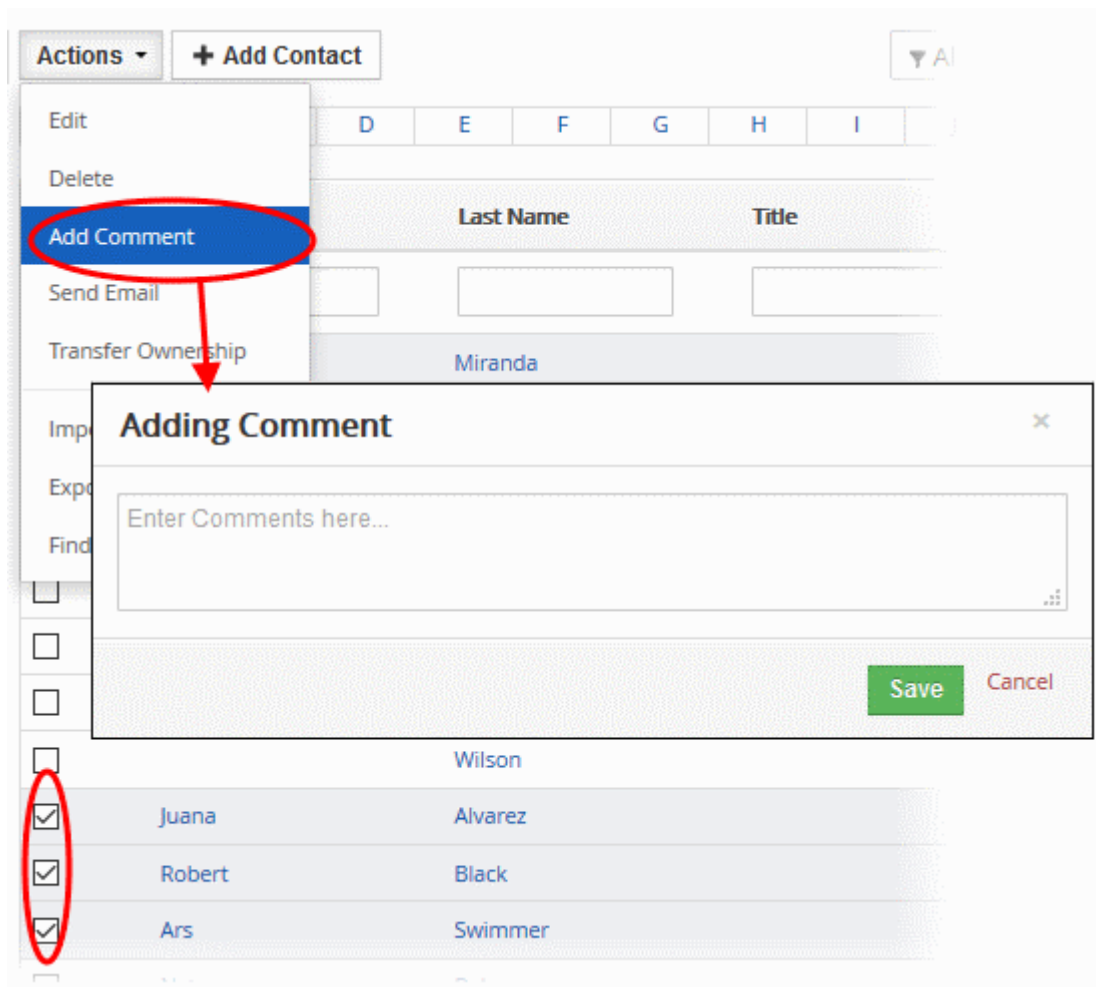 Actions + Add Contact
Edit
D E F G H I
Delete
Last Name Title
Add Comment
Send Email
Transfer Ownership
Miranda
Adding Comment ×
Enter Comments here...
Save Cancel
Wilson
Juana Alvarez
Robert Black
Ars Swimmer